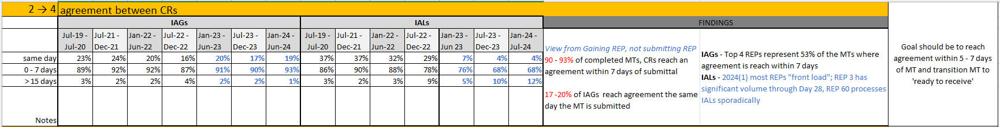 2 → 4 agreement between CRs
IAGs IALs FINDINGS
Jul-19 - Jul-21 - Jan-22 - Jul-22 - Jan-23 - Jul-23 - Jan-24 - Jul-19 - Jul-21 - Jan-22 - Jul-22 - Jan-23 - Jul-23 - Jan-24 -
Jul-20 Dec-21 Jun-22 Dec-22 Jun-23 Dec-23 Jun-24 Jul-20 Dec-21 Jun-22 Dec-22 Jun 23 Dec-23 Jul-24
same day 23% 24% 20% 16% 20% 17% 19% 37% 37% 32% 29% 7% 4% 4%
0 - 7 days 89% 92% 92% 87% 91% 90% 93% 86% 90% 88% 78% 76% 68% 68%
> 15 days 3% 2% 2% 4% 2% 2% 1% 3% 2% 3% 9% 5% 10% 12%
Notes
View from Gaining REP, not submitting REP
90 - 93% of completed MTs, CRs reach an
agreement within 7 days of submittal
17 -20% of IAGs reach agreement the same
day the MT is submitted
IAGs - Top 4 REPs represent 53% of the MTs where
agreement is reach within 7 days
IALs - 2024(1) most REPs "front load"; REP 3 has
significant volume through Day 28, REP 60 processes
IALs sporadically
Goal should be to reach
agreement within 5 - 7 days
of MT and transition MT to
'ready to receive'